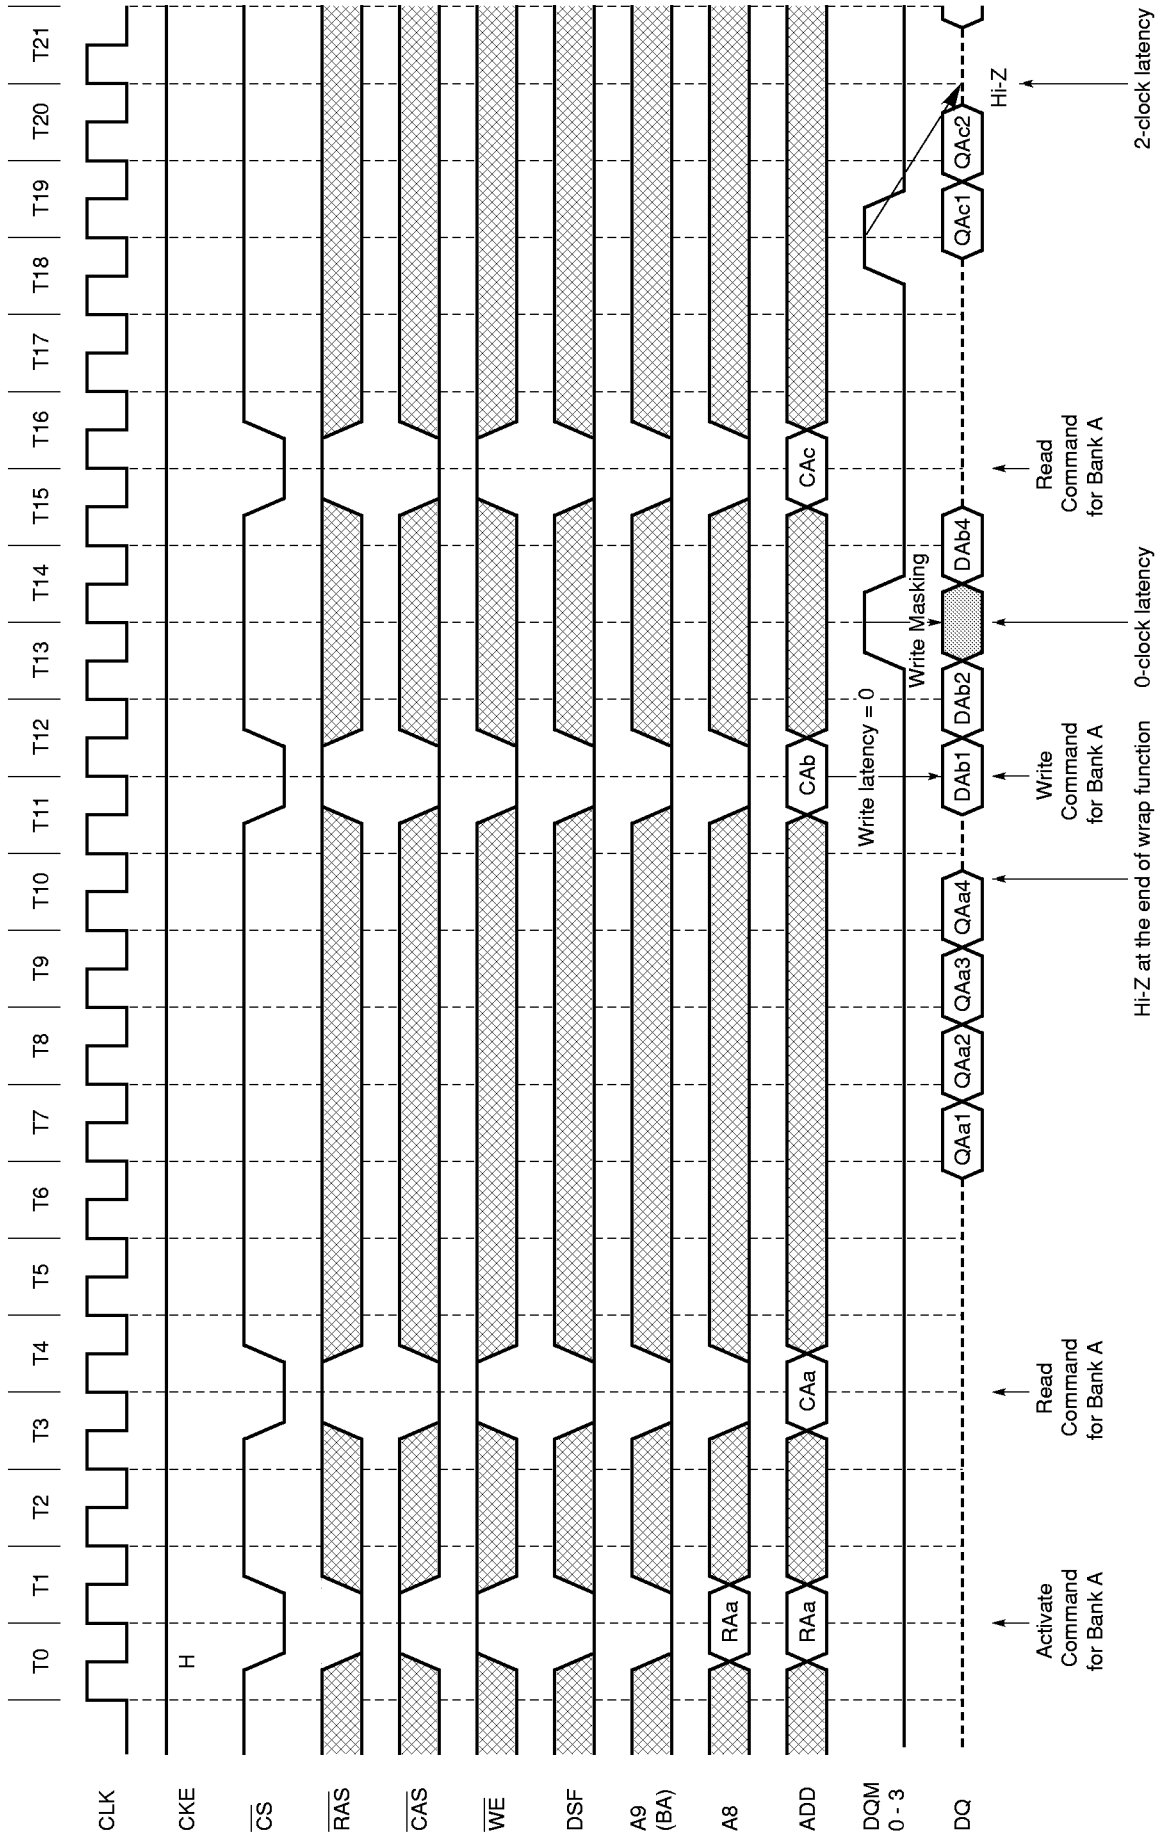 T0 T1 T2 T3 T4 T5 T6 T7 T8 T9 T10 T11 T12 T13 T14 T15 T16 T17 T18 T19 T20 T21
CLK
CKE
H
CS
RAS
CAS
WE
DSF
A9
(BA)
A8
RAa
ADD
RAa
CAa
CAb
CAc
Write latency = 0
DQM
0 - 3
Write Masking
DQ
QAa1
QAa2
QAa3
QAa4
DAb1
DAb2
DAb4
QAc1
QAc2
Hi-Z
Activate
Command
for Bank A
Read
Command
for Bank A
Write
Command
for Bank A
Read
Command
for Bank A
Hi-Z at the end of wrap function
0-clock latency
2-clock latency